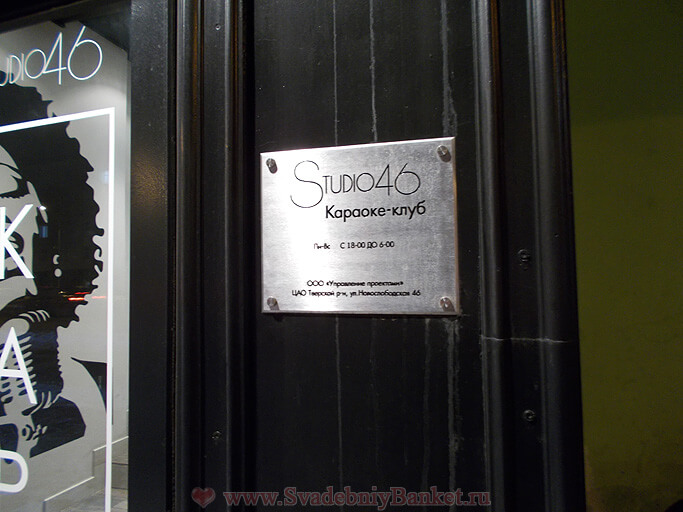 STUDIO46
К
А
Р
STUDIO46
Караоке-клуб
Пн-Вс С 18-00 ДО 6-00
ООО «Управление проектами»
ЦАО Тверской р-н, ул.Новослободская 46
www.SvadebniyBanket.ru